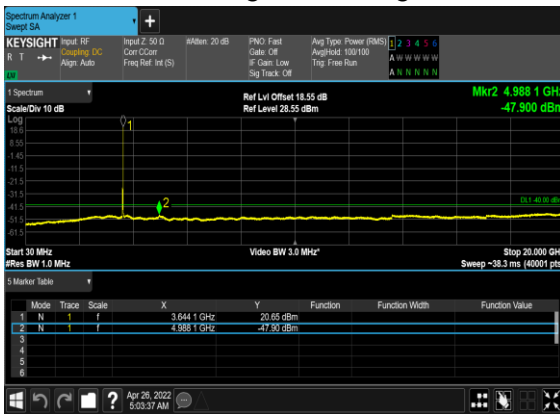 Spectrum Analyzer 1
Swept SA
KEYSIGHT Input: RF Input Z: 50 Ω #Atten: 20 dB PNO: Fast Avg Type: Power (RMS) 1 2 3 4 5 6
R T Coupling: DC Corr CCorr Gate: Off Avg|Hold: 100/100 A W W W W W
Align: Auto Freq Ref: Int (S) IF Gain: Low Trig: Free Run
Sig Track: Off A N N N N N
LV
1 Spectrum Ref Lvl Offset 18.55 dB Mkr2 4.988 1 GHz
Scale/Div 10 dB Ref Level 28.55 dBm -47.900 dBm
Log
18.6
8.55
-1.45
-11.5
-21.5
-31.5
-41.5
-51.5
-61.5
1
2
DL1 -40.00 dBm
Start 30 MHz Video BW 3.0 MHz* Stop 20.000 GHz
#Res BW 1.0 MHz Sweep ~38.3 ms (40001 pts)
5 Marker Table
Mode Trace Scale X Y Function Function Width Function Value
1 N 1 f 3.644 1 GHz 20.65 dBm
2 N 1 f 4.988 1 GHz -47.90 dBm
3
4
5
6
? Apr 26, 2022
5:03:37 AM